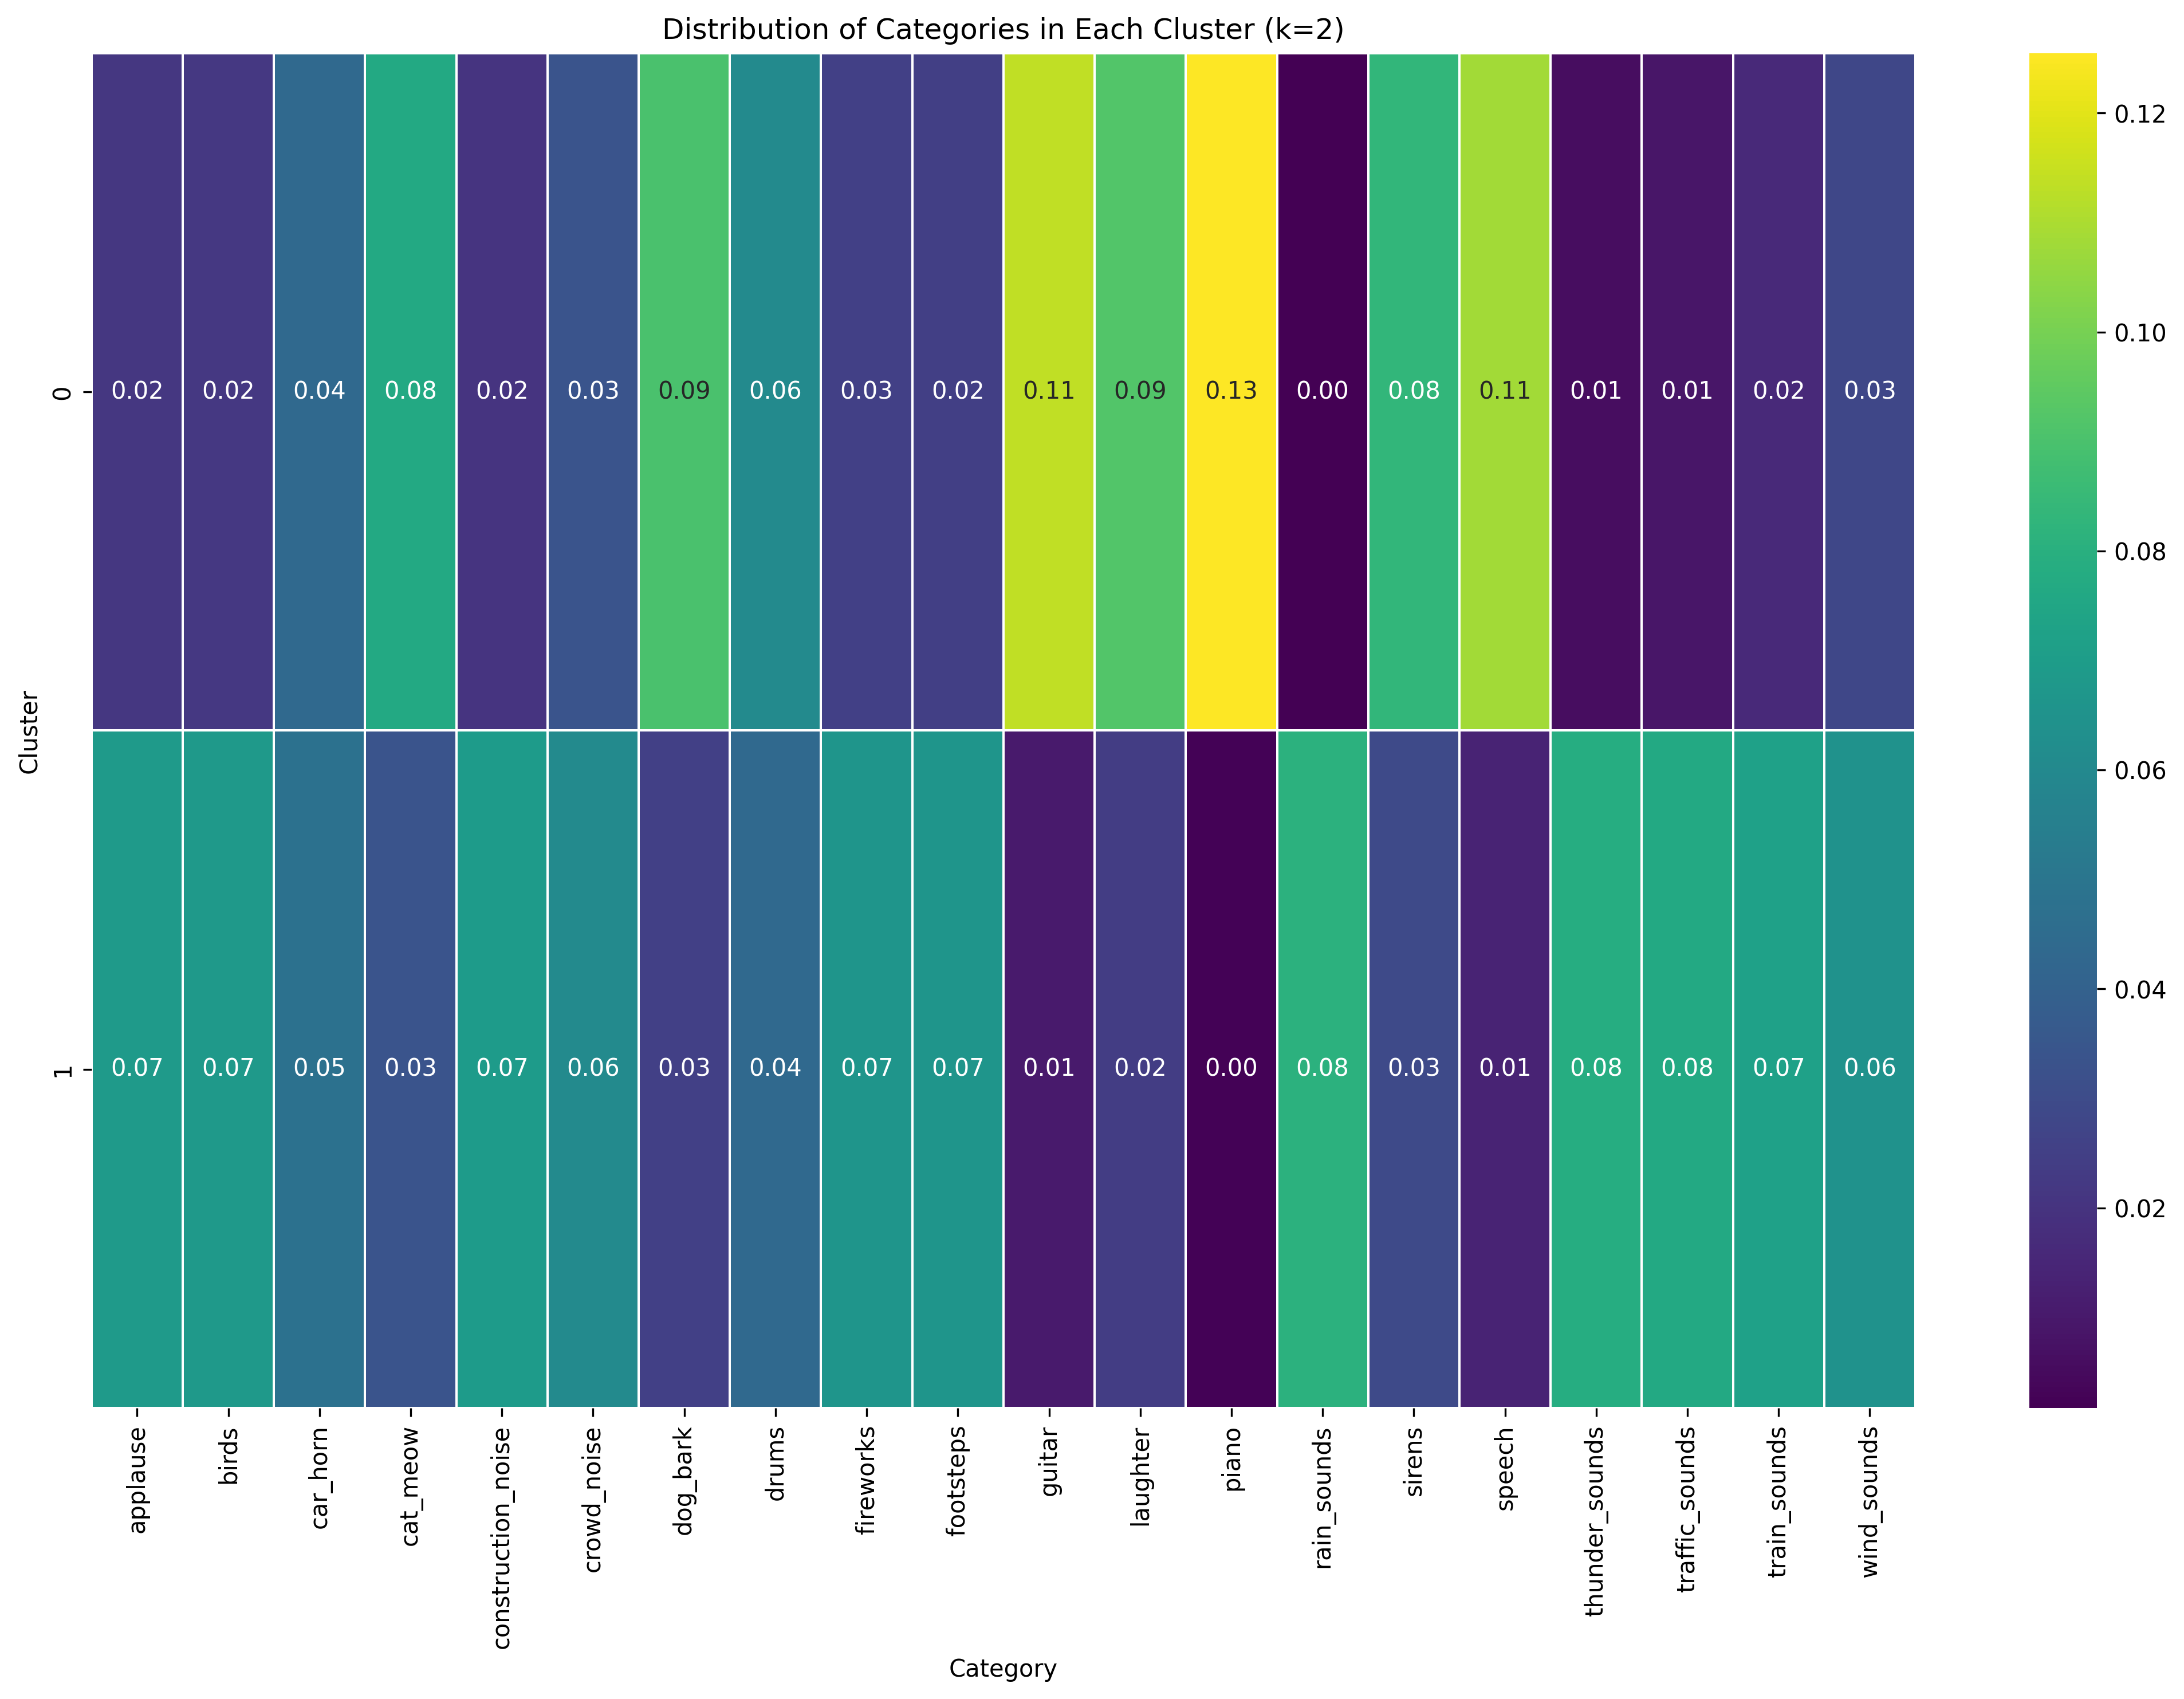 Distribution of Categories in Each Cluster (k=2)
Cluster
0
0.02 0.02 0.04 0.08 0.02 0.03 0.09 0.06 0.03 0.02 0.11 0.09 0.13 0.00 0.08 0.11 0.01 0.01 0.02 0.03
1
0.07 0.07 0.05 0.03 0.07 0.06 0.03 0.04 0.07 0.07 0.01 0.02 0.00 0.08 0.03 0.01 0.08 0.08 0.07 0.06
applause
birds
car_horn
cat_meow
construction_noise
crowd_noise
dog_bark
drums
fireworks
footsteps
guitar
laughter
piano
rain_sounds
sirens
speech
thunder_sounds
traffic_sounds
train_sounds
wind_sounds
Category
0.12
0.10
0.08
0.06
0.04
0.02